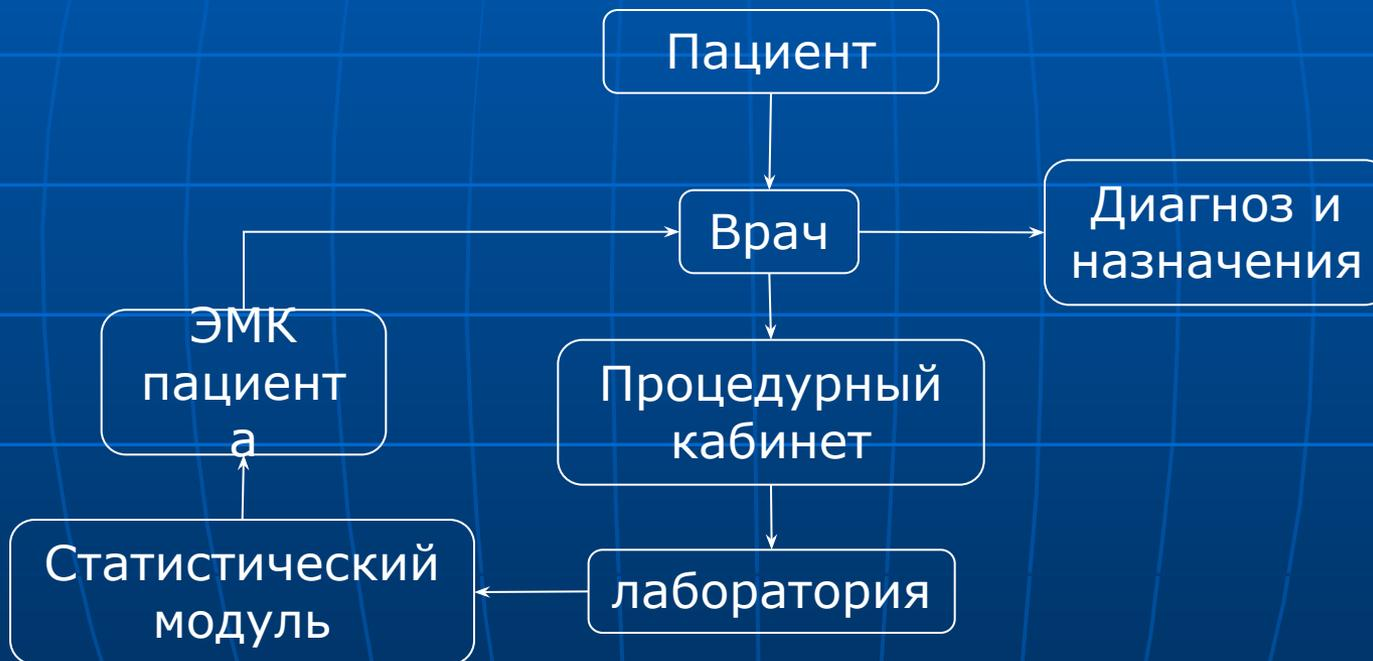 Пациент
Врач
Диагноз и
назначения
ЭМК
пациент
а
Процедурный
кабинет
Статистический
модуль
лаборатория